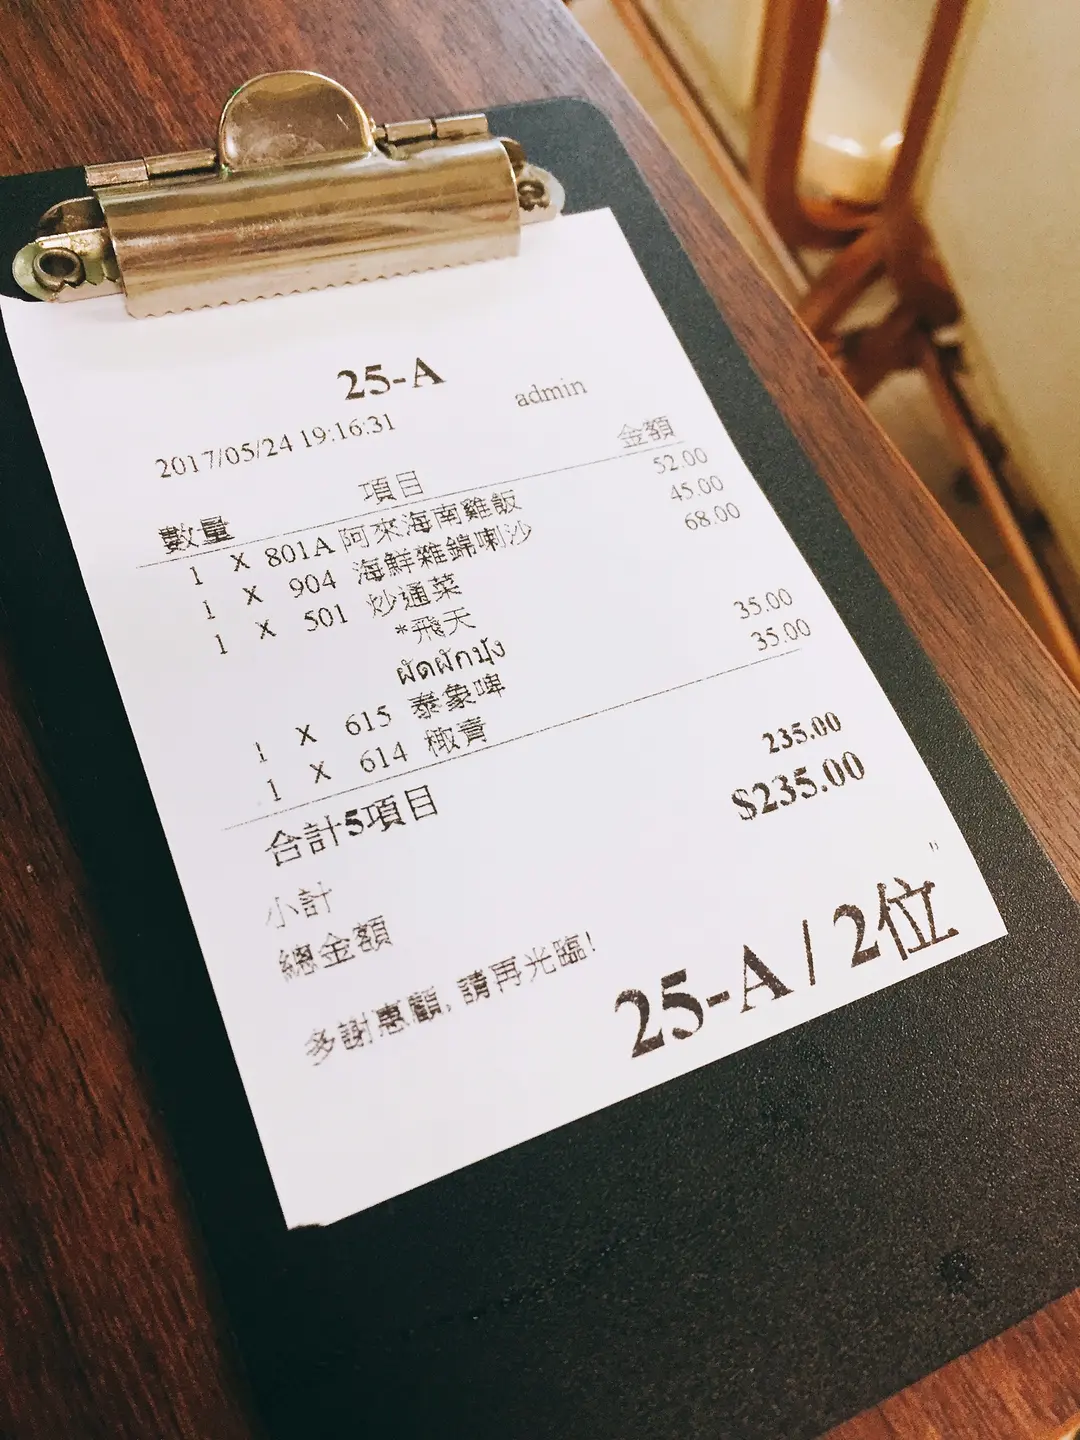 25-A
2017/05/24 19:16:31 admin
數量 項目 金額
1 X 801A 阿來海南雞飯 52.00
1 X 904 海鮮雜錦喇沙 45.00
1 X 501 炒通菜 68.00
*飛天
ผัดผักบุ้ง
1 X 615 泰象啤 35.00
1 X 614 橄青 35.00
合計5項目
小計 235.00
總金額 $235.00
多謝惠顧, 請再光臨!
25-A / 2位